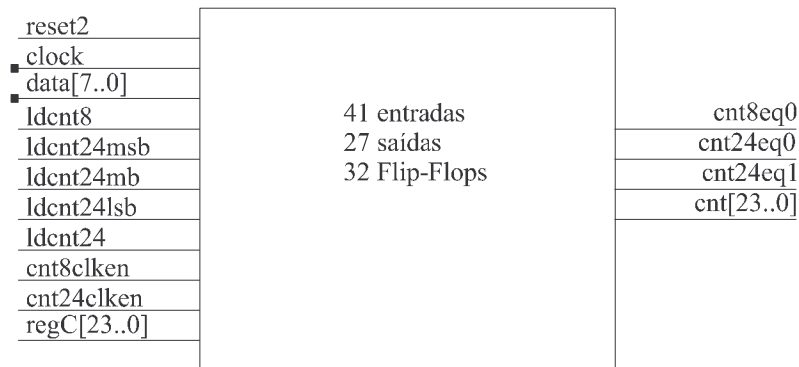 reset2
clock
data[7..0]
ldcnt8
ldcnt24msb
ldcnt24mb
ldcnt24lsb
ldcnt24
cnt8clken
cnt24clken
regC[23..0]
41 entradas
27 saídas
32 Flip-Flops
cnt8eq0
cnt24eq0
cnt24eq1
cnt[23..0]